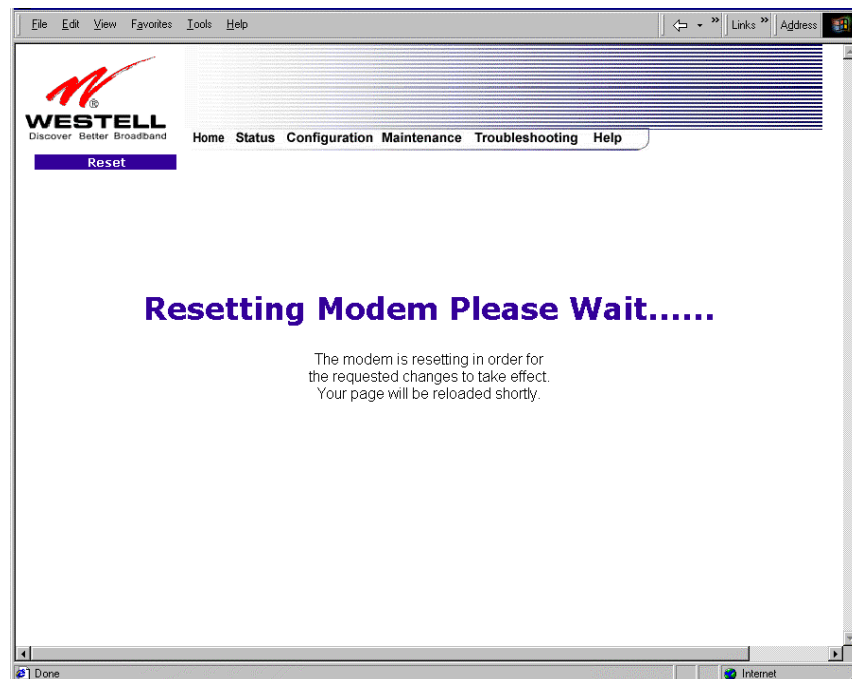 File Edit View Favorites Tools Help » Links » Address
®
WESTELL
Discover Better Broadband
Home Status Configuration Maintenance Troubleshooting Help
Reset
Resetting Modem Please Wait......
The modem is resetting in order for
the requested changes to take effect.
Your page will be reloaded shortly.
Done Internet